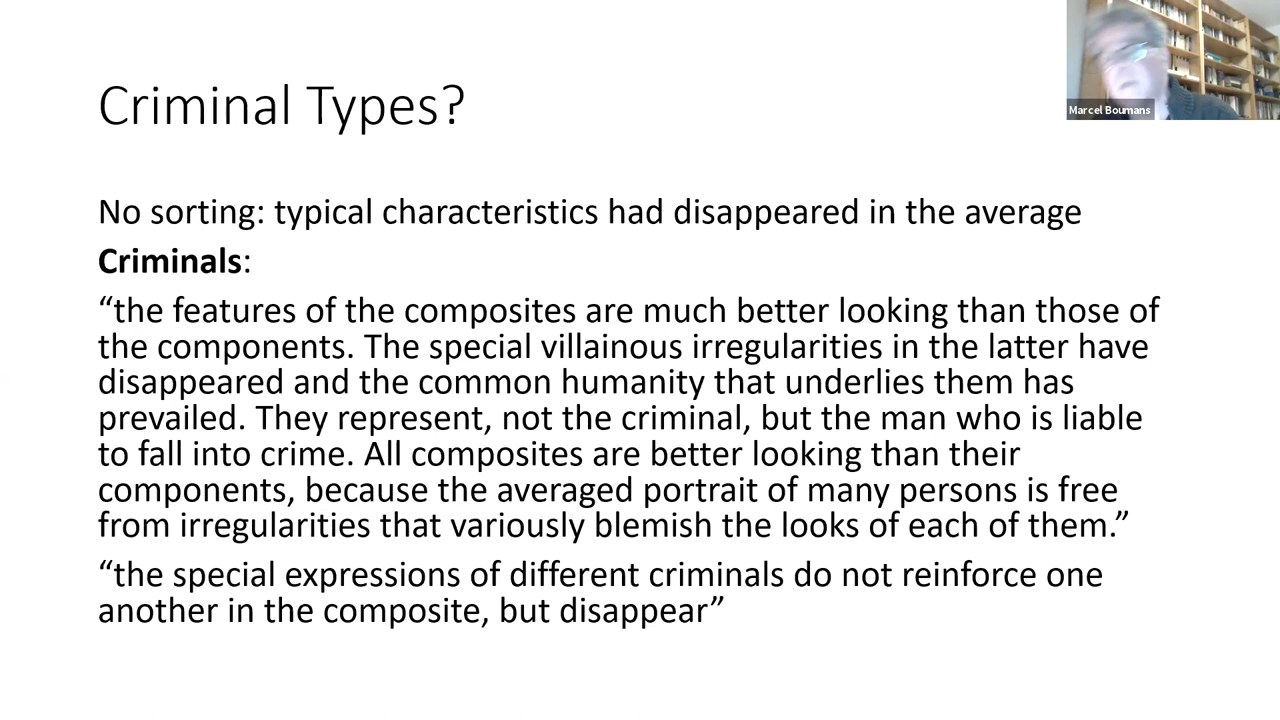 Marcel Boumans
Criminal Types?
No sorting: typical characteristics had disappeared in the average
Criminals:
“the features of the composites are much better looking than those of
the components. The special villainous irregularities in the latter have
disappeared and the common humanity that underlies them has
prevailed. They represent, not the criminal, but the man who is liable
to fall into crime. All composites are better looking than their
components, because the averaged portrait of many persons is free
from irregularities that variously blemish the looks of each of them.”
“the special expressions of different criminals do not reinforce one
another in the composite, but disappear”